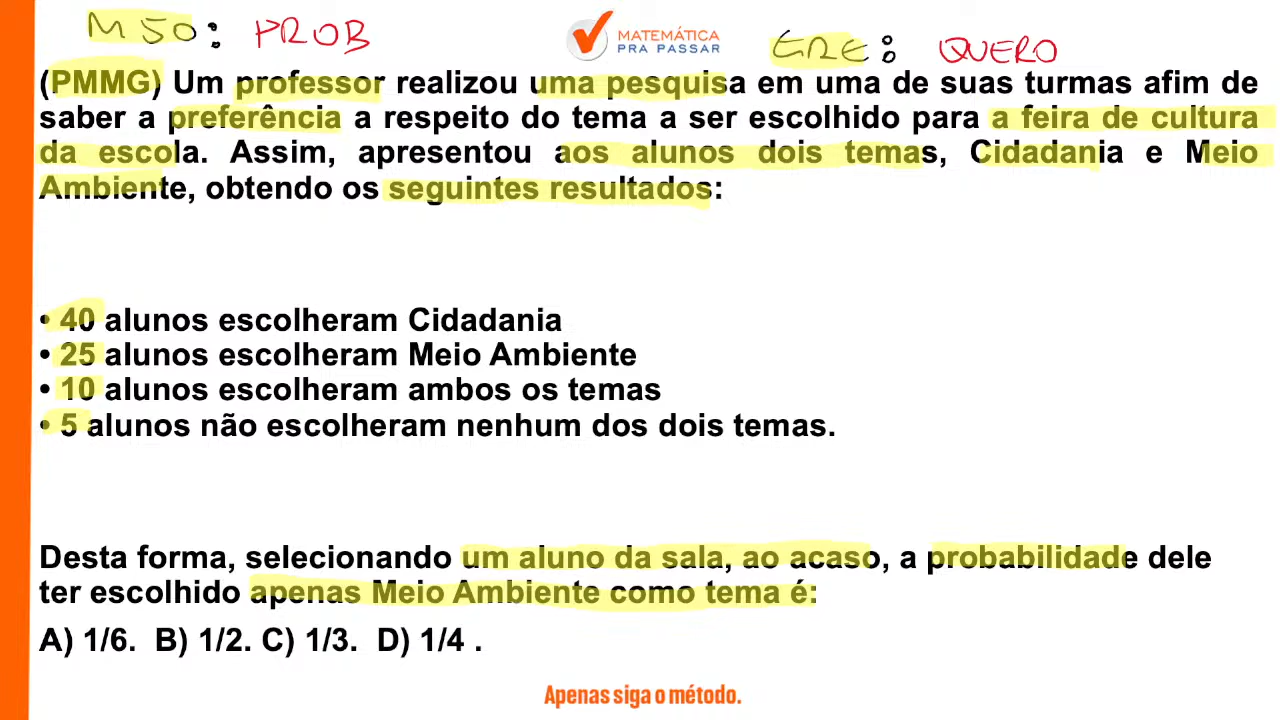 M50: PROB
MATEMÁTICA
PRA PASSAR
GRE: QUERO
(PMMG) Um professor realizou uma pesquisa em uma de suas turmas afim de
saber a preferência a respeito do tema a ser escolhido para a feira de cultura
da escola. Assim, apresentou aos alunos dois temas, Cidadania e Meio
Ambiente, obtendo os seguintes resultados:
• 40 alunos escolheram Cidadania
• 25 alunos escolheram Meio Ambiente
• 10 alunos escolheram ambos os temas
• 5 alunos não escolheram nenhum dos dois temas.
Desta forma, selecionando um aluno da sala, ao acaso, a probabilidade dele
ter escolhido apenas Meio Ambiente como tema é:
A) 1/6. B) 1/2. C) 1/3. D) 1/4 .
Apenas siga o método.